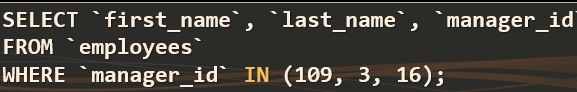 SELECT `first_name`, `last_name`, `manager_id
FROM `employees`
WHERE `manager_id` IN (109, 3, 16);